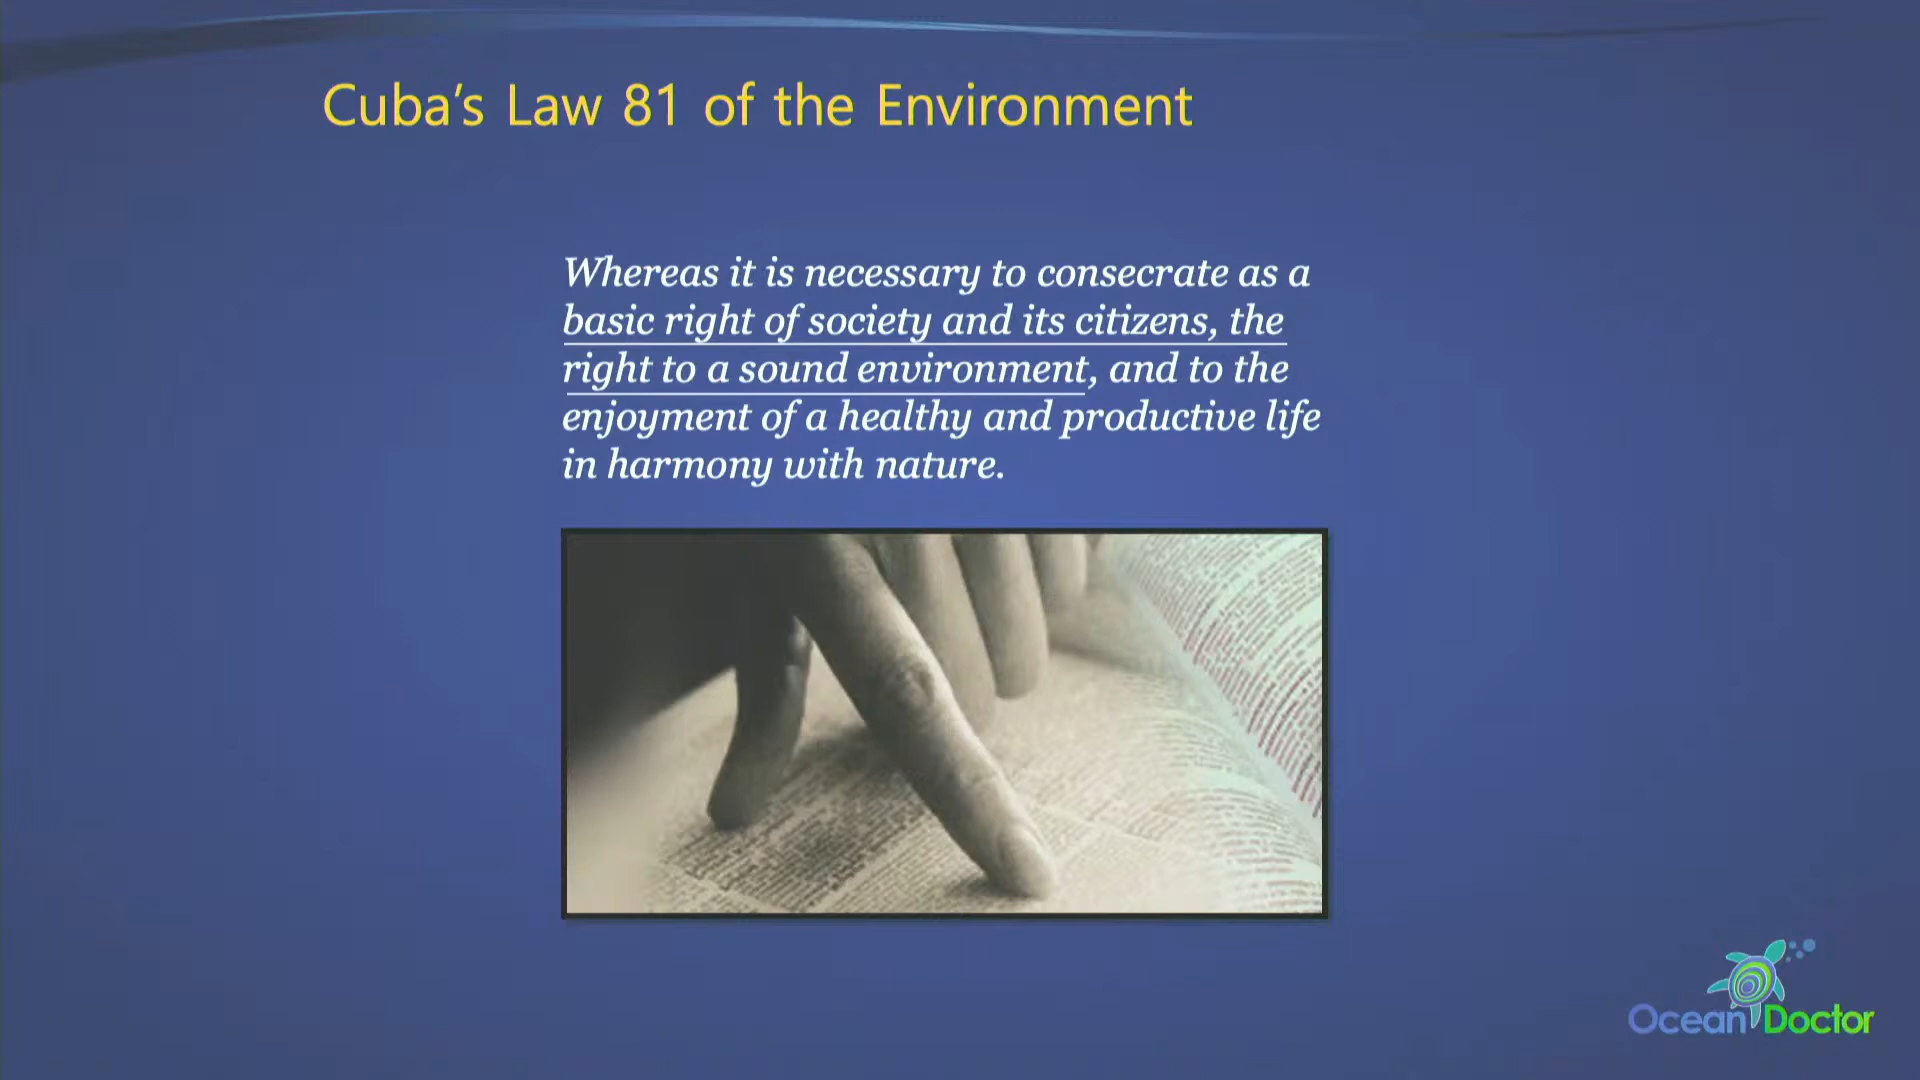 Cuba’s Law 81 of the Environment
Whereas it is necessary to consecrate as a
basic right of society and its citizens, the
right to a sound environment, and to the
enjoyment of a healthy and productive life
in harmony with nature.
Ocean Doctor